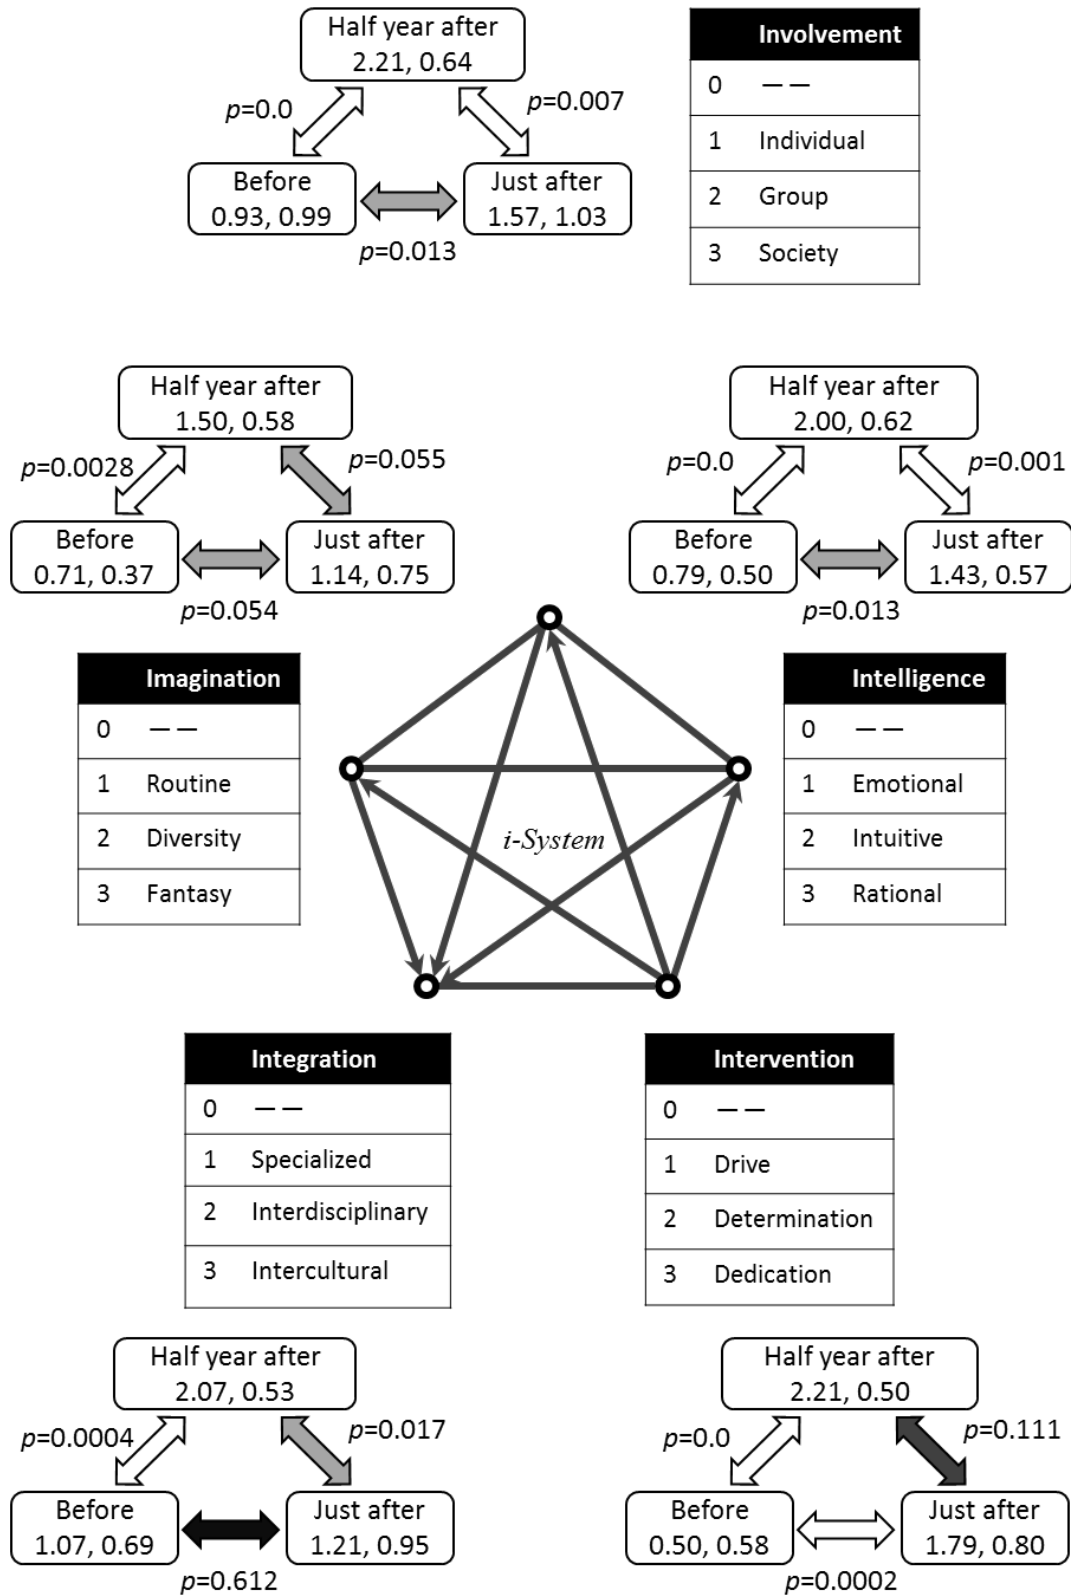 Half year after
2.21, 0.64
p=0.0
p=0.007
Before
0.93, 0.99
Just after
1.57, 1.03
p=0.013
Involvement
0 — —
1 Individual
2 Group
3 Society
Half year after
1.50, 0.58
p=0.0028
p=0.055
Before
0.71, 0.37
Just after
1.14, 0.75
p=0.054
Half year after
2.00, 0.62
p=0.0
p=0.001
Before
0.79, 0.50
Just after
1.43, 0.57
p=0.013
Imagination
0 — —
1 Routine
2 Diversity
3 Fantasy
i-System
Intelligence
0 — —
1 Emotional
2 Intuitive
3 Rational
Integration
0 — —
1 Specialized
2 Interdisciplinary
3 Intercultural
Intervention
0 — —
1 Drive
2 Determination
3 Dedication
Half year after
2.07, 0.53
p=0.0004
p=0.017
Before
1.07, 0.69
Just after
1.21, 0.95
p=0.612
Half year after
2.21, 0.50
p=0.0
p=0.111
Before
0.50, 0.58
Just after
1.79, 0.80
p=0.0002